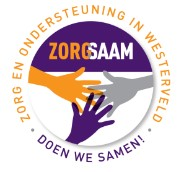 ZORG EN ONDERSTEUNING IN WESTERVELD
ZORGSAAM
· DOEN WE SAMEN! ·